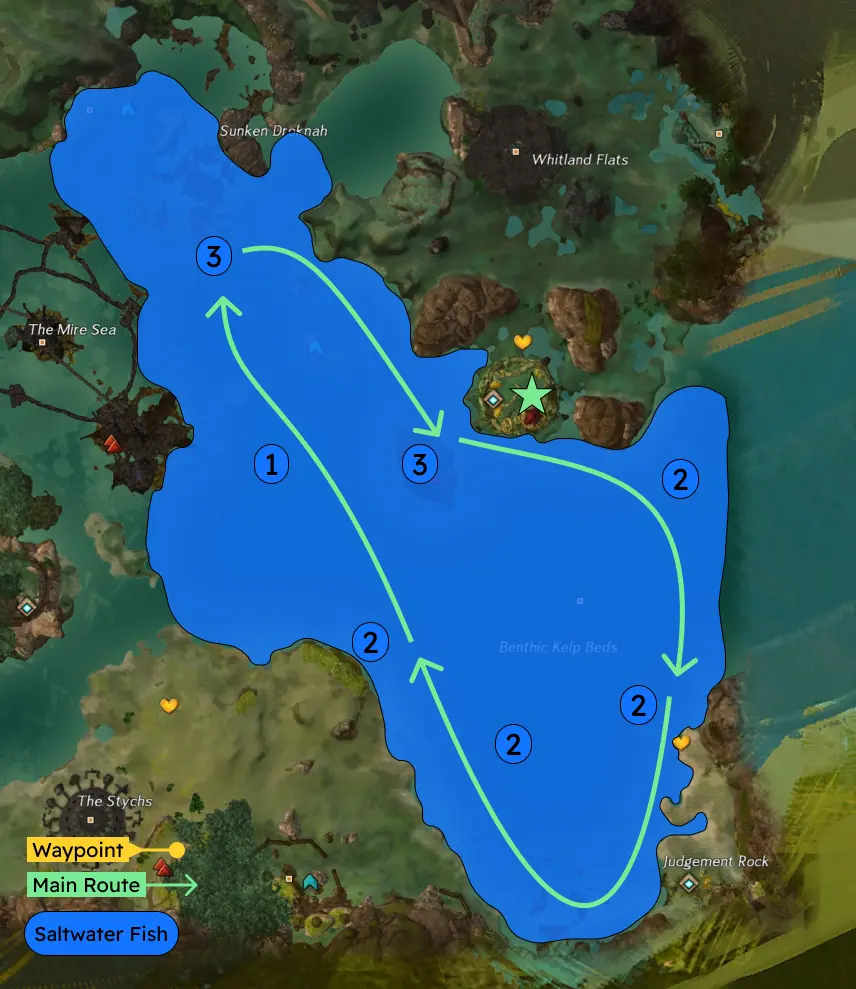 Sunken Droknah
Whitland Flats
3
The Mire Sea
1
3
2
2
Benthic Kelp Beds
2
2
The Stychs
Waypoint
Judgement Rock
Main Route
Saltwater Fish